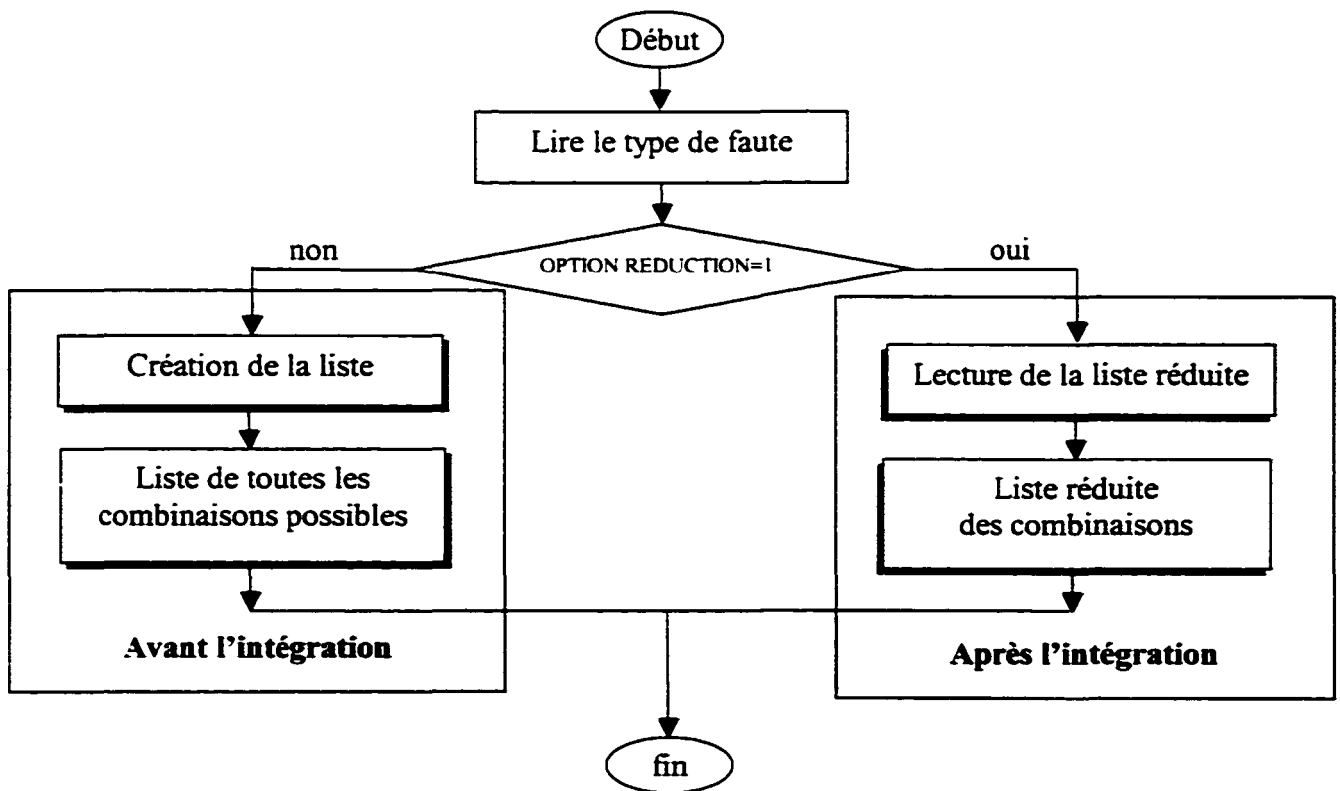 Début
Lire le type de faute
non
OPTION REDUCTION=1
oui
Création de la liste
Lecture de la liste réduite
Liste de toutes les
combinaisons possibles
Liste réduite
des combinaisons
Avant l'intégration
Après l'intégration
fin